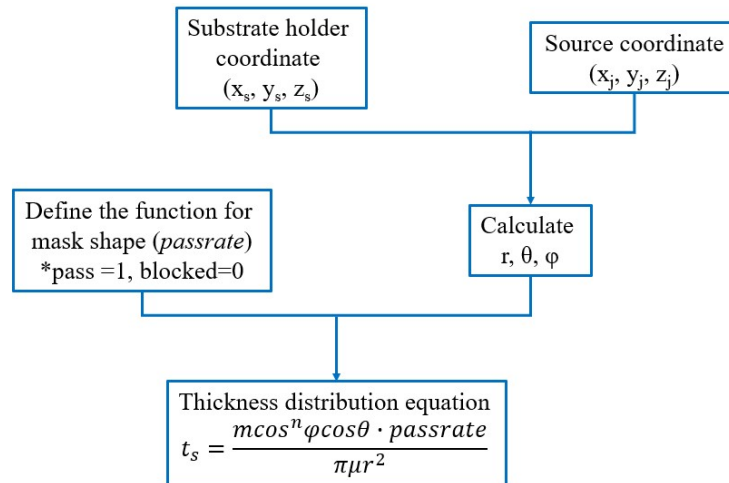 Substrate holder
coordinate
(xₛ, yₛ, zₛ)
Source coordinate
(xⱼ, yⱼ, zⱼ)
Define the function for
mask shape (passrate)
*pass =1, blocked=0
Calculate
r, θ, φ
Thickness distribution equation
tₛ = mcosⁿφcosθ · passrate / πμr²